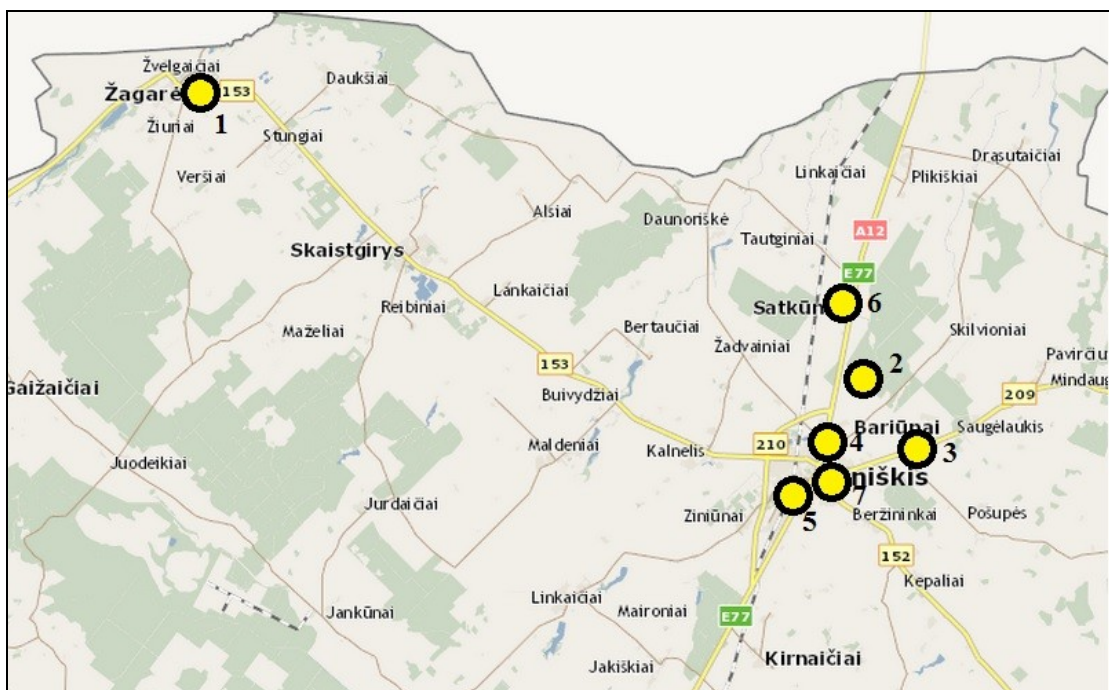 Žvelgaičiai
Žagarė
153
1
Daukšiai
Žiuriai
Stungiai
Veršiai
Linkaičiai
Drąsutaičiai
Plikiškiai
Alsiai
Daunoriškė
Tautginiai
A12
Skaistgirys
E77
Reibiniai
Lankaičiai
Satkūn
6
Maželiai
Bertaučiai
Skilvioniai
Žadvainiai
Pavirčiu
153
2
Mindaug
Gaižaičiai
Buivydžiai
209
Bariūnai
Saugėlaukis
Maldeniai
Kalnelis
210
4
3
Juodeikiai
niškis
7
Jurdaičiai
Ziniūnai
5
Beržininkai
Pošupės
152
Kepaliai
Linkaičiai
Maironiai
Jankūnai
E77
Jakiškiai
Kirnaičiai